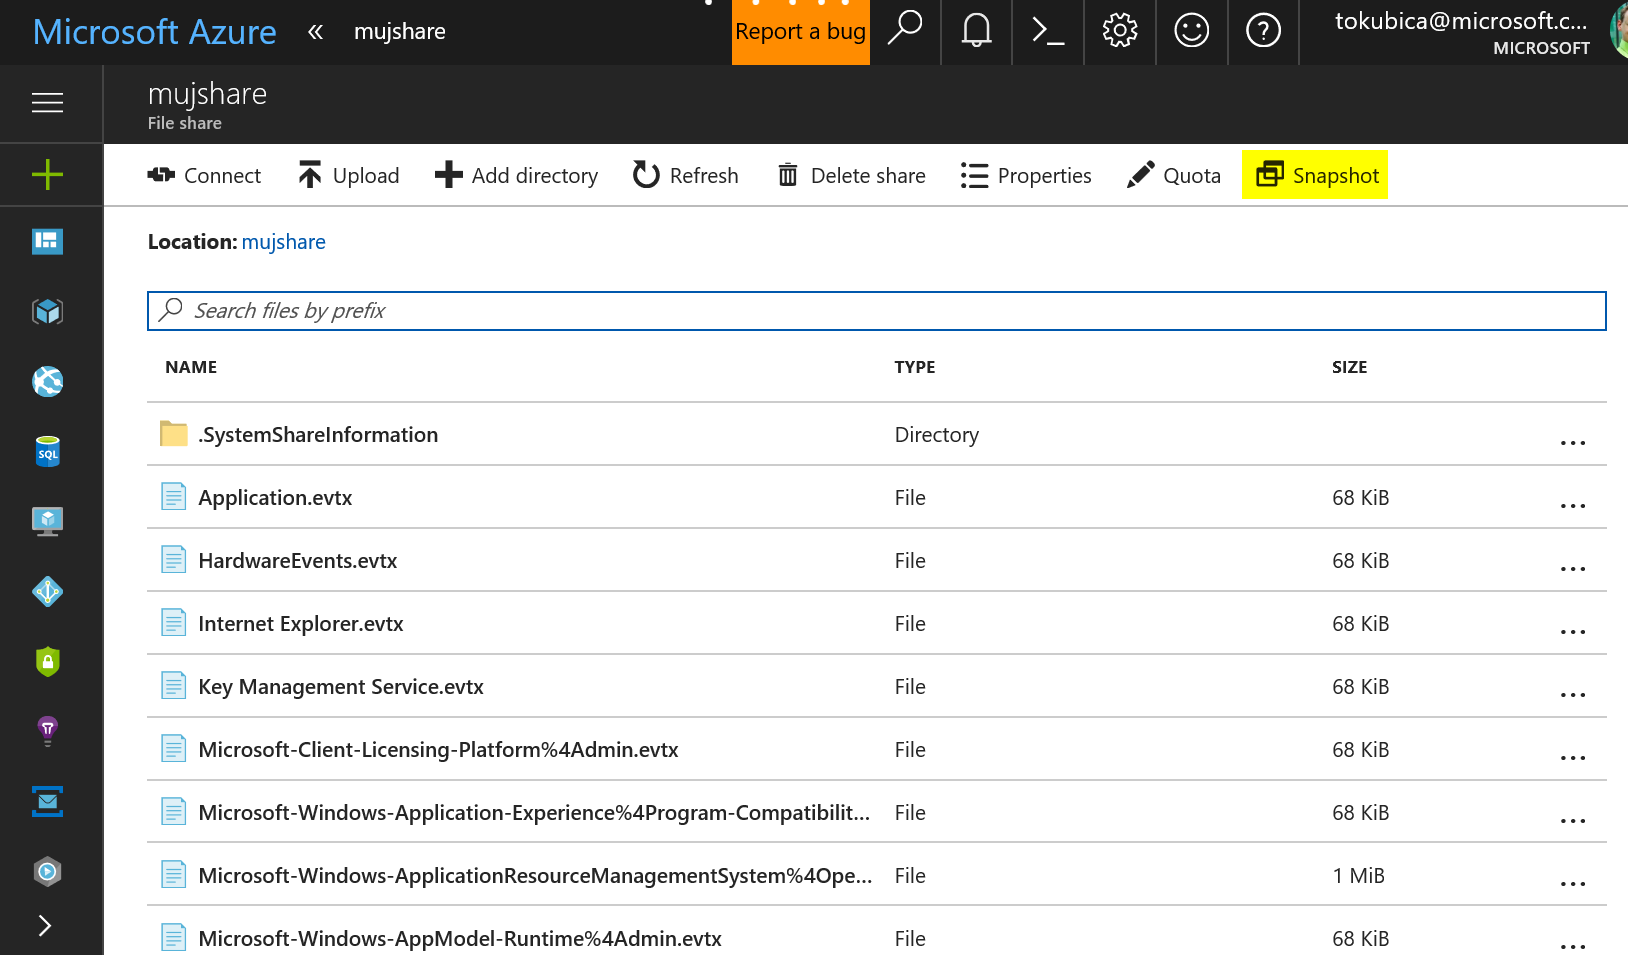 Microsoft Azure « mujshare Report a bug tokubica@microsoft.c...
MICROSOFT
mujshare
File share
Connect Upload Add directory Refresh Delete share Properties Quota Snapshot
Location: mujshare
Search files by prefix
NAME TYPE SIZE
.SystemShareInformation Directory ...
Application.evtx File 68 KiB ...
HardwareEvents.evtx File 68 KiB ...
Internet Explorer.evtx File 68 KiB ...
SQL
Key Management Service.evtx File 68 KiB ...
Microsoft-Client-Licensing-Platform%4Admin.evtx File 68 KiB ...
Microsoft-Windows-Application-Experience%4Program-Compatibilit... File 68 KiB ...
Microsoft-Windows-ApplicationResourceManagementSystem%4Ope... File 1 MiB ...
Microsoft-Windows-AppModel-Runtime%4Admin.evtx File 68 KiB ...